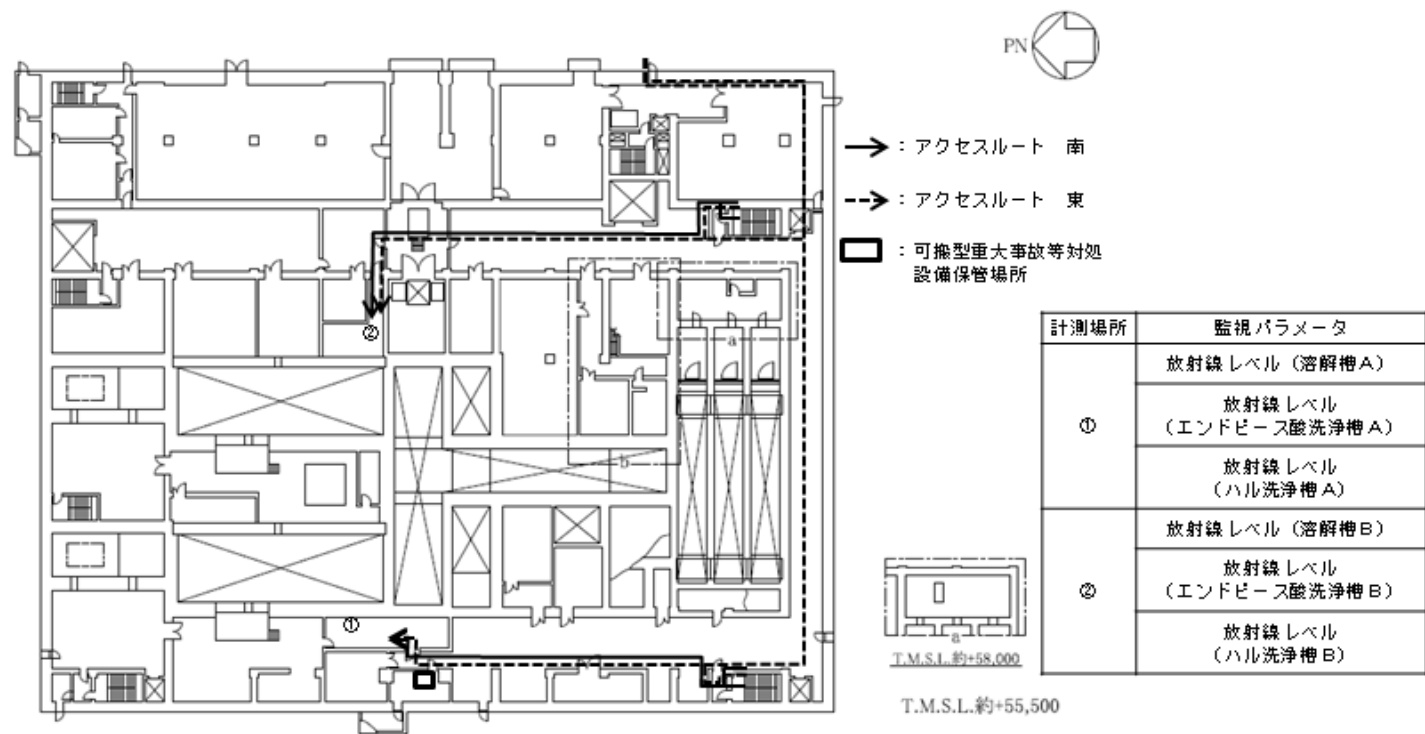 PN
→ : アクセスルート 南
⇢ : アクセスルート 東
: 可搬型重大事故等対処
設備保管場所
計測場所 監視パラメータ
① 放射線レベル（溶解槽A）
放射線レベル
（エンドピース酸洗浄槽A）
放射線レベル
（ハル洗浄槽A）
② 放射線レベル（溶解槽B）
放射線レベル
（エンドピース酸洗浄槽B）
放射線レベル
（ハル洗浄槽B）
②
a
b
①
a
T.M.S.L.約+58,000
T.M.S.L.約+55,500